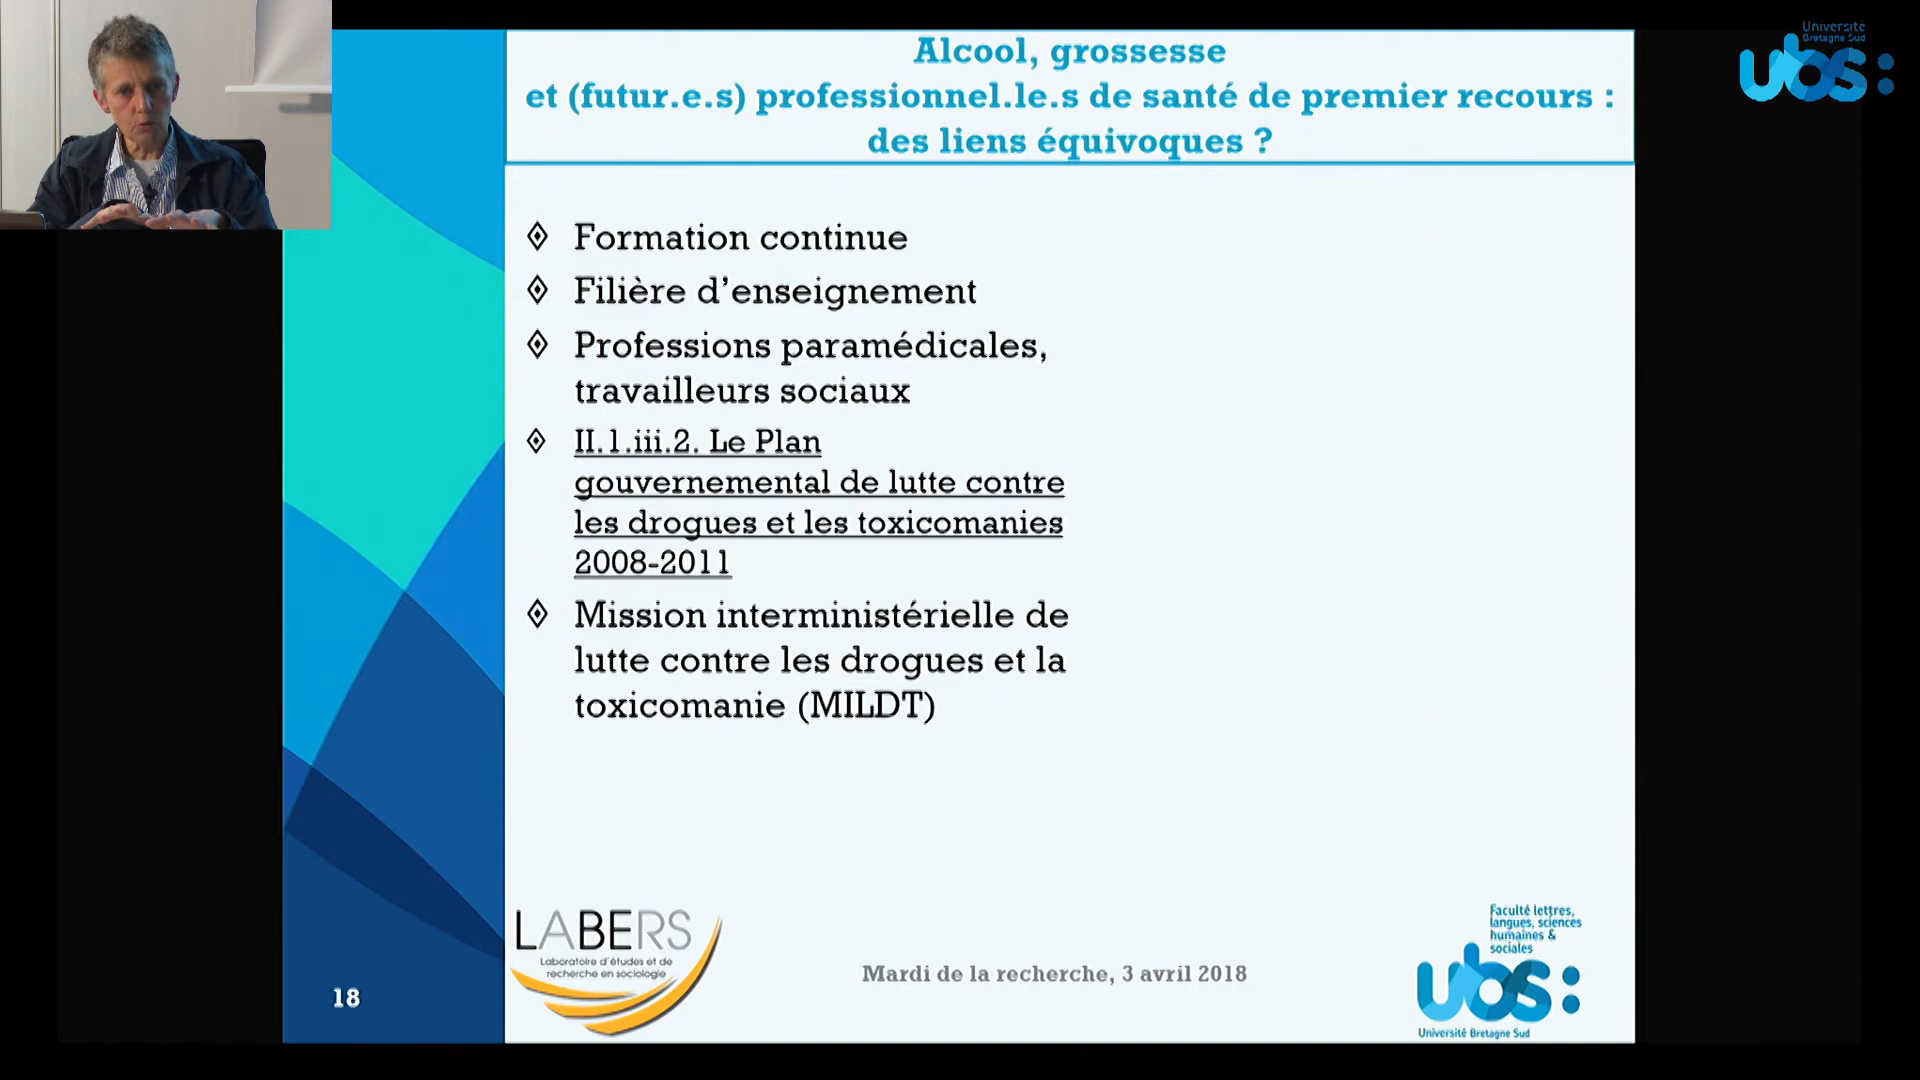 Université
Bretagne Sud
ubs:
Alcool, grossesse
et (futur.e.s) professionnel.le.s de santé de premier recours :
des liens équivoques ?
Formation continue
Filière d’enseignement
Professions paramédicales,
travailleurs sociaux
II.1.iii.2. Le Plan
gouvernemental de lutte contre
les drogues et les toxicomanies
2008-2011
Mission interministérielle de
lutte contre les drogues et la
toxicomanie (MILDT)
LABERS
Laboratoire d'études et de
recherche en sociologie
18
Mardi de la recherche, 3 avril 2018
Faculté lettres,
langues, sciences
humaines &
sociales
ubs:
Université Bretagne Sud